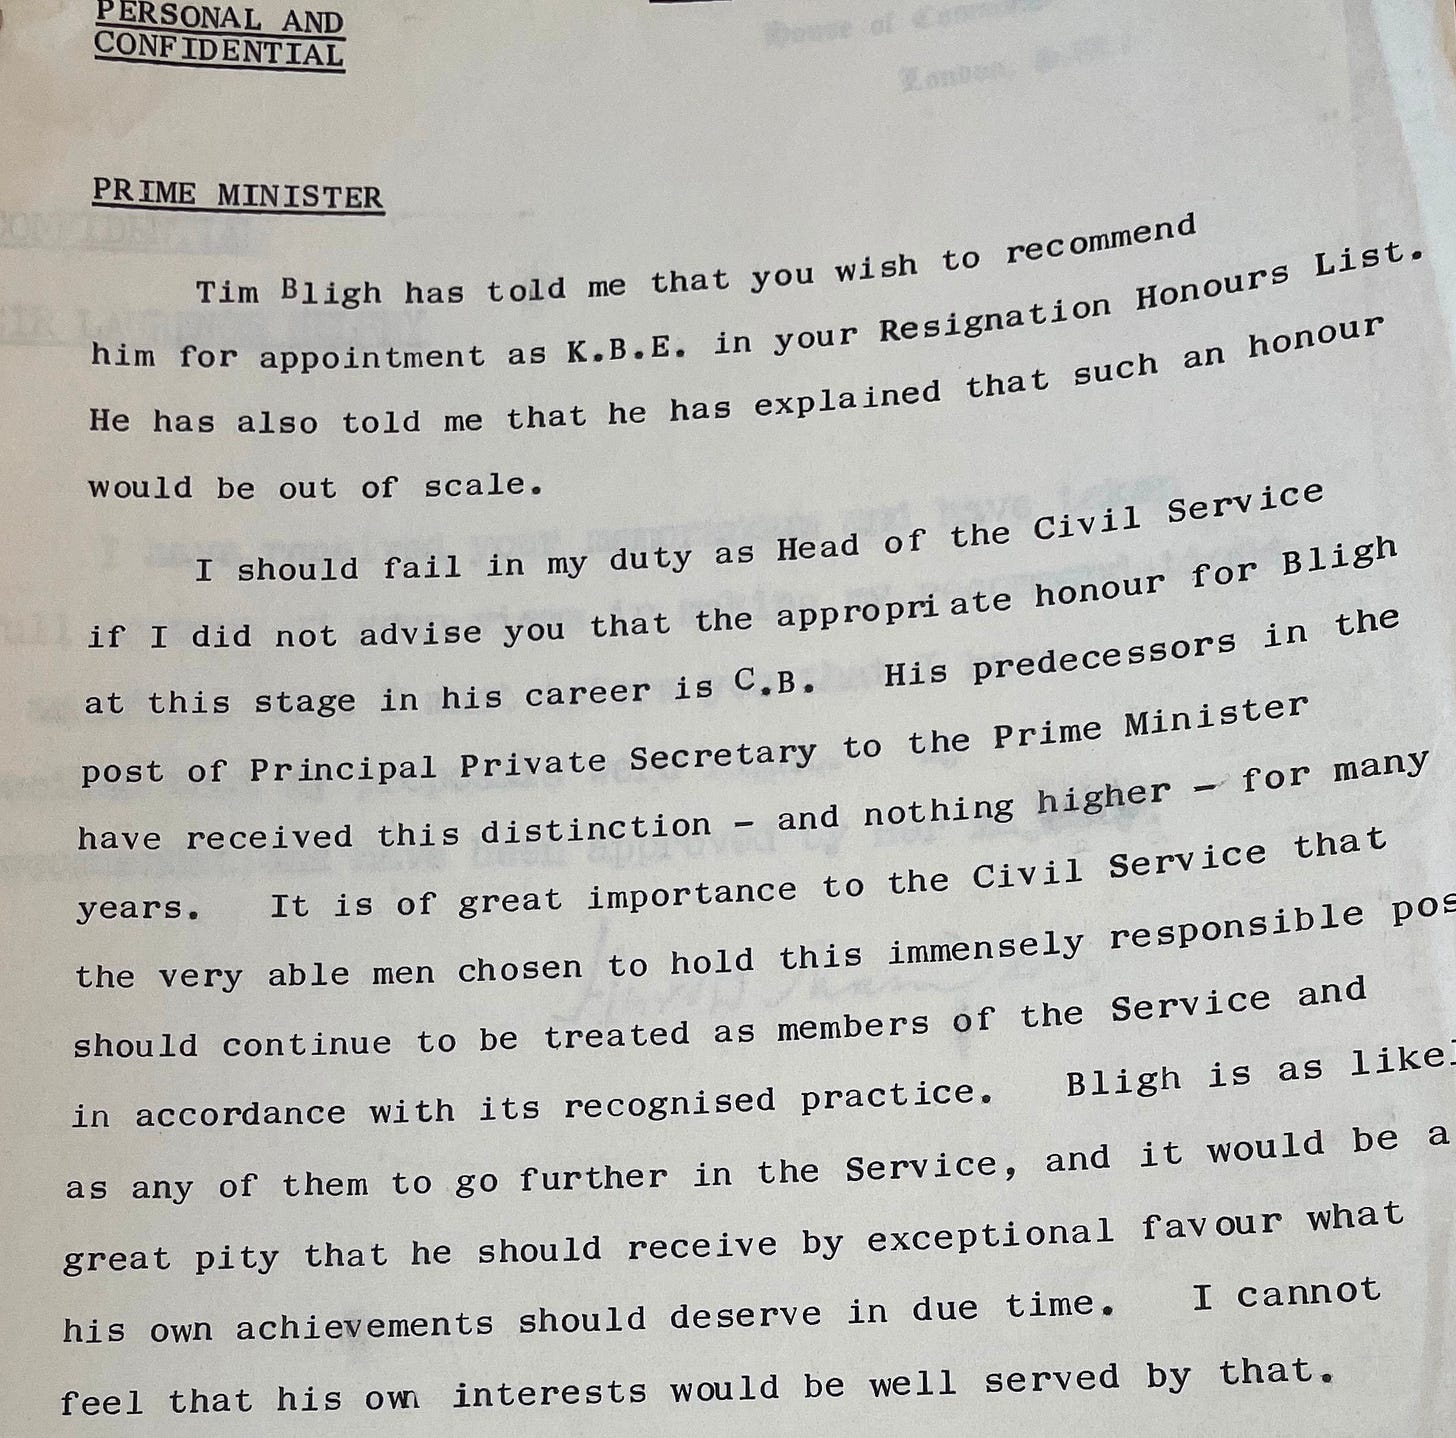 PERSONAL AND
CONFIDENTIAL
House of Commons
London,
PRIME MINISTER
Tim Bligh has told me that you wish to recommend
him for appointment as K.B.E. in your Resignation Honours List.
He has also told me that he has explained that such an honour
would be out of scale.
I should fail in my duty as Head of the Civil Service
if I did not advise you that the appropriate honour for Bligh
at this stage in his career is C.B. His predecessors in the
post of Principal Private Secretary to the Prime Minister
have received this distinction - and nothing higher - for many
years. It is of great importance to the Civil Service that
the very able men chosen to hold this immensely responsible pos
should continue to be treated as members of the Service and
in accordance with its recognised practice. Bligh is as likel
as any of them to go further in the Service, and it would be a
great pity that he should receive by exceptional favour what
his own achievements should deserve in due time. I cannot
feel that his own interests would be well served by that.